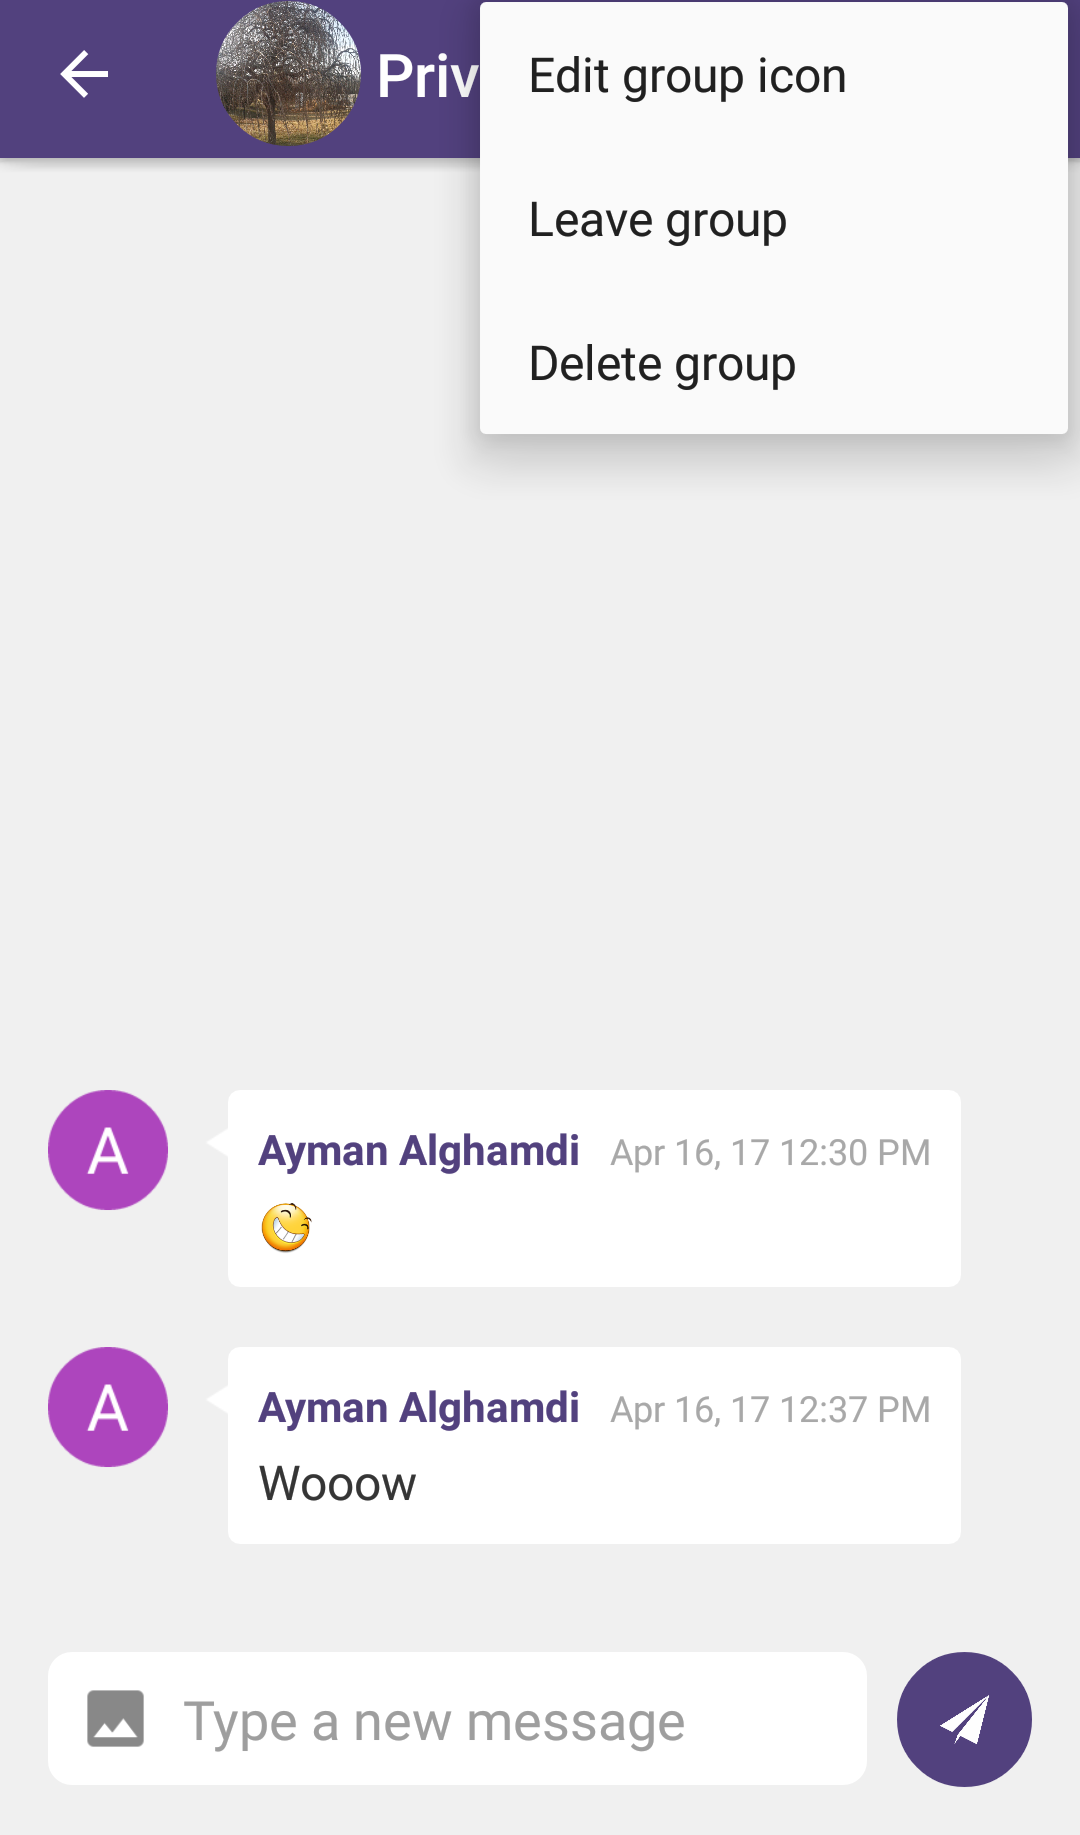 Priv
Edit group icon
Leave group
Delete group
A
Ayman Alghamdi Apr 16, 17 12:30 PM
A
Ayman Alghamdi Apr 16, 17 12:37 PM
Wooow
Type a new message